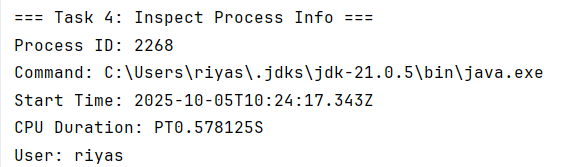 === Task 4: Inspect Process Info ===
Process ID: 2268
Command: C:\Users\riyas\.jdks\jdk-21.0.5\bin\java.exe
Start Time: 2025-10-05T10:24:17.343Z
CPU Duration: PT0.578125S
User: riyas